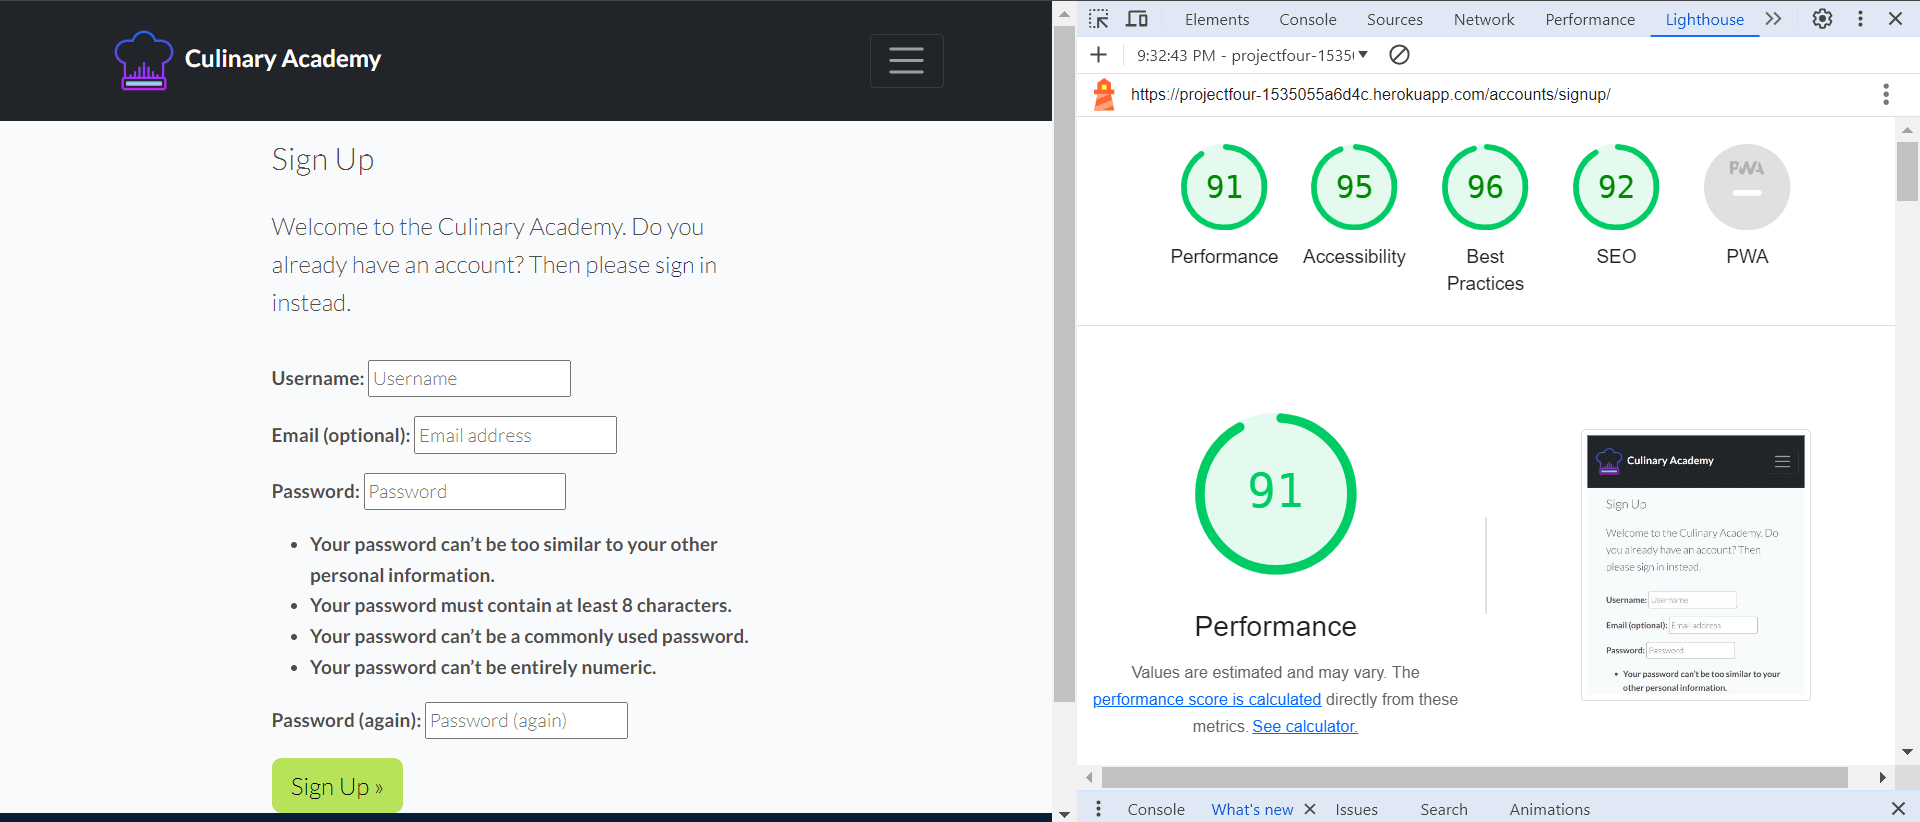 Culinary Academy
Sign Up
Welcome to the Culinary Academy. Do you
already have an account? Then please sign in
instead.
Username: Username
Email (optional): Email address
Password: Password
• Your password can’t be too similar to your other
personal information.
• Your password must contain at least 8 characters.
• Your password can’t be a commonly used password.
• Your password can’t be entirely numeric.
Password (again): Password (again)
Sign Up »
Elements Console Sources Network Performance Lighthouse
9:32:43 PM - projectfour-1535
https://projectfour-1535055a6d4c.herokuapp.com/accounts/signup/
91 95 96 92 PWA
Performance Accessibility Best Practices SEO PWA
91
Performance
Values are estimated and may vary. The
performance score is calculated directly from these
metrics. See calculator.
Culinary Academy
Sign Up
Welcome to the Culinary Academy. Do
you already have an account? Then
please sign in instead.
Username: Username
Email (optional): Email address
Password: Password
• Your password can’t be too similar to your
other personal information.
Console What's new Issues Search Animations